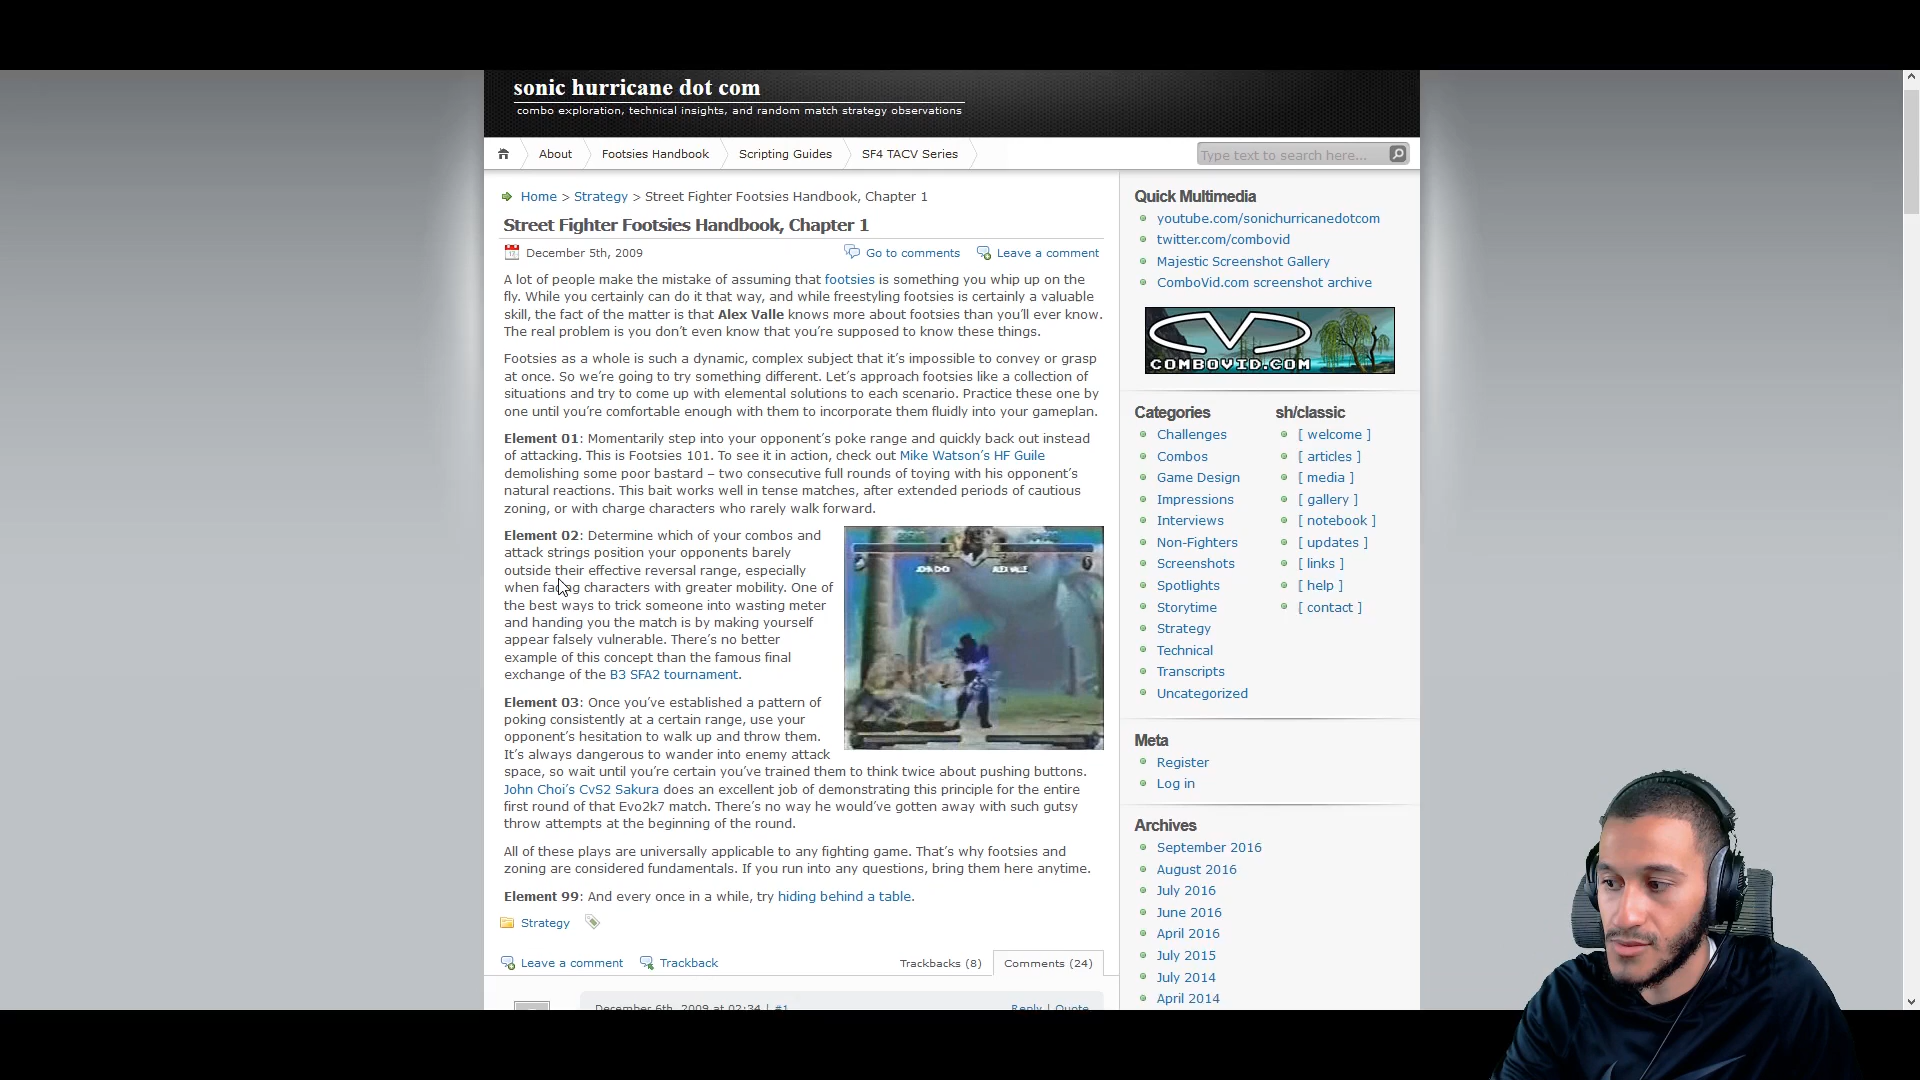 sonic hurricane dot com
combo exploration, technical insights, and random match strategy observations
About
Footsies Handbook
Scripting Guides
SF4 TACV Series
Type text to search here...
Home > Strategy > Street Fighter Footsies Handbook, Chapter 1
Street Fighter Footsies Handbook, Chapter 1
December 5th, 2009
Go to comments
Leave a comment
A lot of people make the mistake of assuming that footsies is something you whip up on the
fly. While you certainly can do it that way, and while freestyling footsies is certainly a valuable
skill, the fact of the matter is that Alex Valle knows more about footsies than you'll ever know.
The real problem is you don't even know that you're supposed to know these things.
Footsies as a whole is such a dynamic, complex subject that it's impossible to convey or grasp
at once. So we're going to try something different. Let's approach footsies like a collection of
situations and try to come up with elemental solutions to each scenario. Practice these one by
one until you're comfortable enough with them to incorporate them fluidly into your gameplan.
Element 01: Momentarily step into your opponent's poke range and quickly back out instead
of attacking. This is Footsies 101. To see it in action, check out Mike Watson's HF Guile
demolishing some poor bastard – two consecutive full rounds of toying with his opponent's
natural reactions. This bait works well in tense matches, after extended periods of cautious
zoning, or with charge characters who rarely walk forward.
Element 02: Determine which of your combos and
attack strings position your opponents barely
outside their effective reversal range, especially
when facing characters with greater mobility. One of
the best ways to trick someone into wasting meter
and handing you the match is by making yourself
appear falsely vulnerable. There's no better
example of this concept than the famous final
exchange of the B3 SFA2 tournament.
JOHN CHOI
ALEX VALLE
Element 03: Once you've established a pattern of
poking consistently at a certain range, use your
opponent's hesitation to walk up and throw them.
It's always dangerous to wander into enemy attack
space, so wait until you're certain you've trained them to think twice about pushing buttons.
John Choi's CvS2 Sakura does an excellent job of demonstrating this principle for the entire
first round of that Evo2k7 match. There's no way he would've gotten away with such gutsy
throw attempts at the beginning of the round.
All of these plays are universally applicable to any fighting game. That's why footsies and
zoning are considered fundamentals. If you run into any questions, bring them here anytime.
Element 99: And every once in a while, try hiding behind a table.
Strategy
Leave a comment
Trackback
Trackbacks (8)
Comments (24)
December 6th, 2009 at 02:34 | #1
Reply | Quote
Quick Multimedia
youtube.com/sonichurricanedotcom
twitter.com/combovid
Majestic Screenshot Gallery
ComboVid.com screenshot archive
COMBOVID.COM
Categories
Challenges
Combos
Game Design
Impressions
Interviews
Non-Fighters
Screenshots
Spotlights
Storytime
Strategy
Technical
Transcripts
Uncategorized
sh/classic
[ welcome ]
[ articles ]
[ media ]
[ gallery ]
[ notebook ]
[ updates ]
[ links ]
[ help ]
[ contact ]
Meta
Register
Log in
Archives
September 2016
August 2016
July 2016
June 2016
April 2016
July 2015
July 2014
April 2014